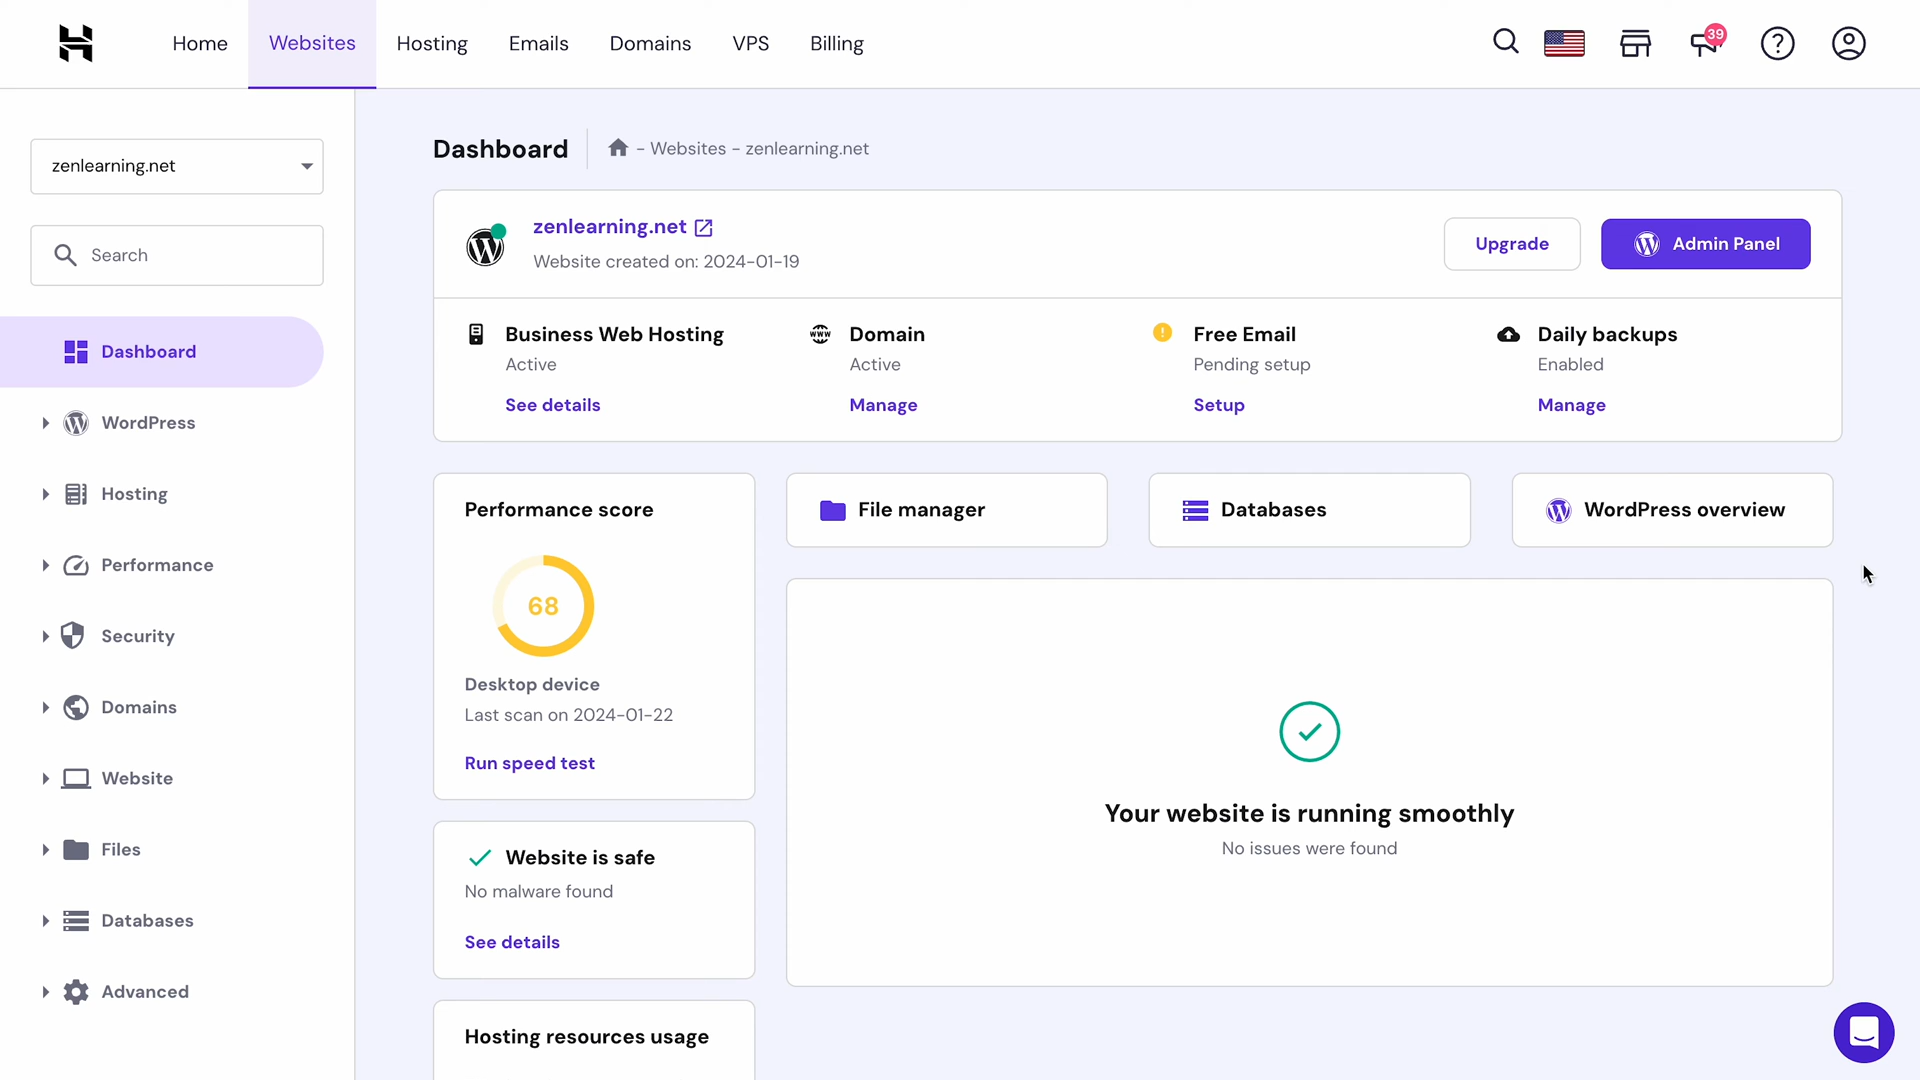 Home
Websites
Hosting
Emails
Domains
VPS
Billing
39
zenlearning.net
Search
Dashboard
WordPress
Hosting
Performance
Security
Domains
Website
Files
Databases
Advanced
Dashboard
- Websites - zenlearning.net
zenlearning.net
Website created on: 2024-01-19
Upgrade
Admin Panel
Business Web Hosting
Active
See details
www
Domain
Active
Manage
Free Email
Pending setup
Setup
Daily backups
Enabled
Manage
Performance score
68
Desktop device
Last scan on 2024-01-22
Run speed test
File manager
Databases
WordPress overview
Your website is running smoothly
No issues were found
Website is safe
No malware found
See details
Hosting resources usage